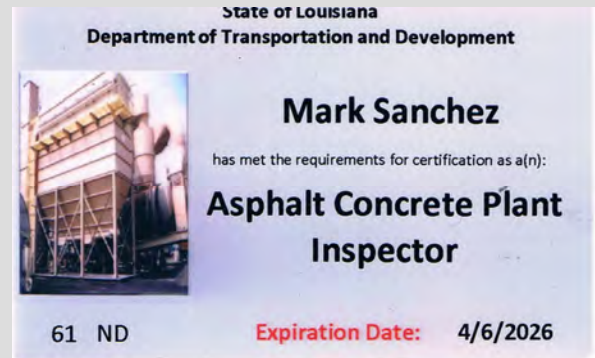 State of Louisiana
Department of Transportation and Development
Mark Sanchez
has met the requirements for certification as a(n):
Asphalt Concrete Plant
Inspector
61 ND
Expiration Date: 4/6/2026